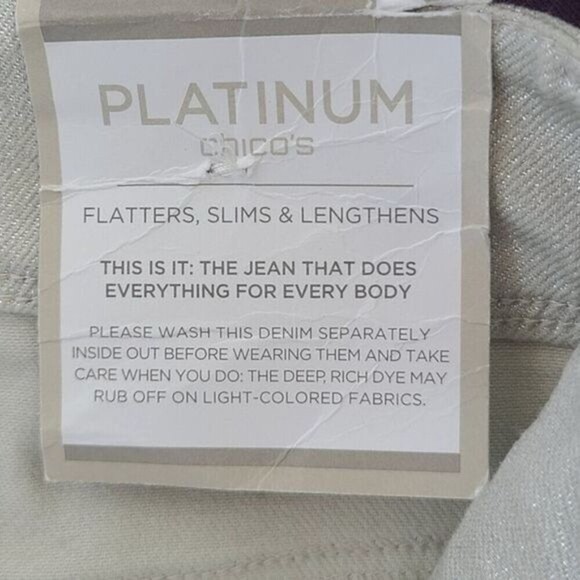 PLATINUM
chico's
FLATTERS, SLIMS & LENGTHENS
THIS IS IT: THE JEAN THAT DOES
EVERYTHING FOR EVERY BODY
PLEASE WASH THIS DENIM SEPARATELY
INSIDE OUT BEFORE WEARING THEM AND TAKE
CARE WHEN YOU DO: THE DEEP, RICH DYE MAY
RUB OFF ON LIGHT-COLORED FABRICS.